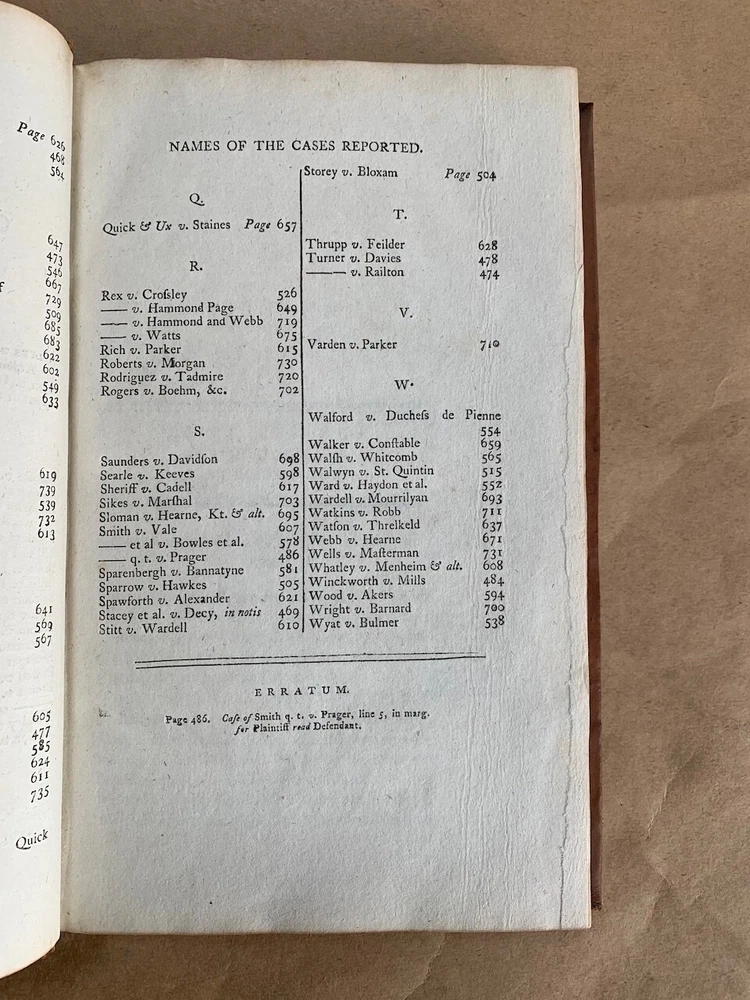 Page 626
468
564
647
473
546
667
729
509
685
683
622
602
549
633
619
739
539
732
613
641
569
567
605
477
585
624
611
735
Quick
NAMES OF THE CASES REPORTED.
Q.
Quick & Ux v. Staines Page 657
R.
Rex v. Croſsley 526
—— v. Hammond Page 649
—— v. Hammond and Webb 719
—— v. Watts 675
Rich v. Parker 615
Roberts v. Morgan 730
Rodriguez v. Tadmire 720
Rogers v. Boehm, &c. 702
S.
Saunders v. Davidſon 698
Searle v. Keeves 598
Sheriff v. Cadell 617
Sikes v. Marſhal 703
Sloman v. Hearne, Kt. & alt. 695
Smith v. Vale 607
—— et al v. Bowles et al. 578
—— q. t. v. Prager 486
Sparenbergh v. Bannatyne 581
Sparrow v. Hawkes 505
Spawforth v. Alexander 621
Stacey et al. v. Decy, in notis 469
Stitt v. Wardell 610
Storey v. Bloxam Page 504
T.
Thrupp v. Feilder 628
Turner v. Davies 478
——— v. Railton 474
V.
Varden v. Parker 710
W.
Walford v. Ducheſs de Pienne
554
Walker v. Conſtable 659
Walſh v. Whitcomb 565
Walwyn v. St. Quintin 515
Ward v. Haydon et al. 552
Wardell v. Mourrilyan 693
Watkins v. Robb 711
Watſon v. Threlkeld 637
Webb v. Hearne 671
Wells v. Maſterman 731
Whatley v. Menheim & alt. 608
Winckworth v. Mills 484
Wood v. Akers 594
Wright v. Barnard 700
Wyat v. Bulmer 538
ERRATUM.
Page 486. Caſe of Smith q. t. v. Prager, line 5, in marg.
for Plaintiff read Defendant.